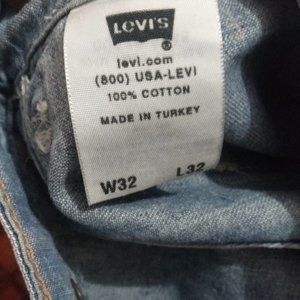 LEVI'S
®
levi.com
(800) USA-LEVI
100% COTTON
MADE IN TURKEY
W32 L32